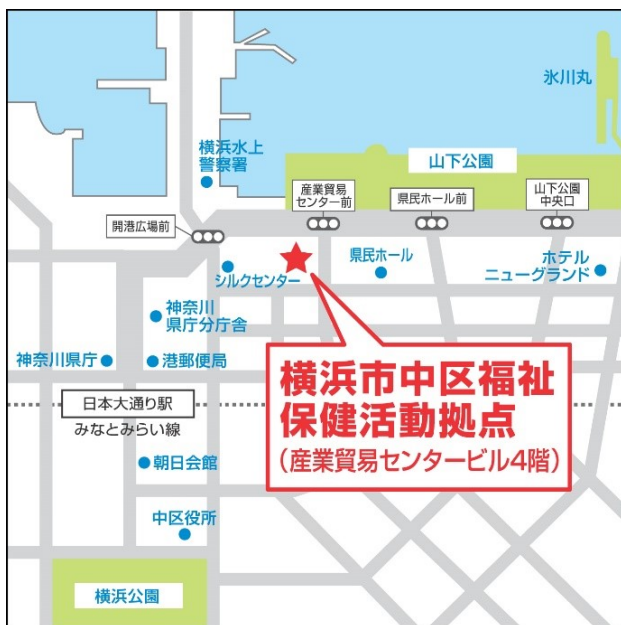 氷川丸
横浜水上
警察署
山下公園
産業貿易
センター前
県民ホール前
山下公園
中央口
開港広場前
シルクセンター
県民ホール
ホテル
ニューグランド
神奈川
県庁分庁舎
神奈川県庁
港郵便局
横浜市中区福祉
保健活動拠点
(産業貿易センタービル4階)
日本大通り駅
みなとみらい線
朝日会館
中区役所
横浜公園